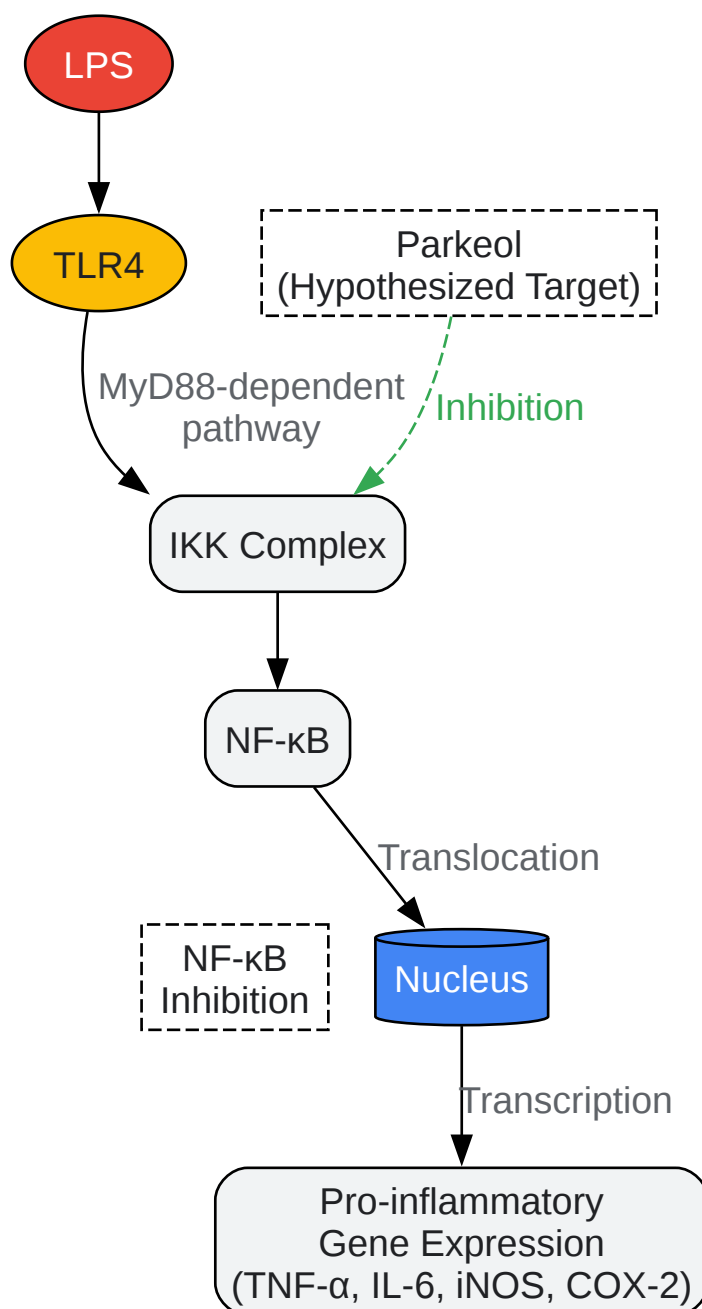 LPS
TLR4
Parkeol
(Hypothesized Target)
MyD88-dependent
pathway
Inhibition
IKK Complex
NF-κB
Translocation
NF-κB
Inhibition
Nucleus
Transcription
Pro-inflammatory
Gene Expression
(TNF-α, IL-6, iNOS, COX-2)